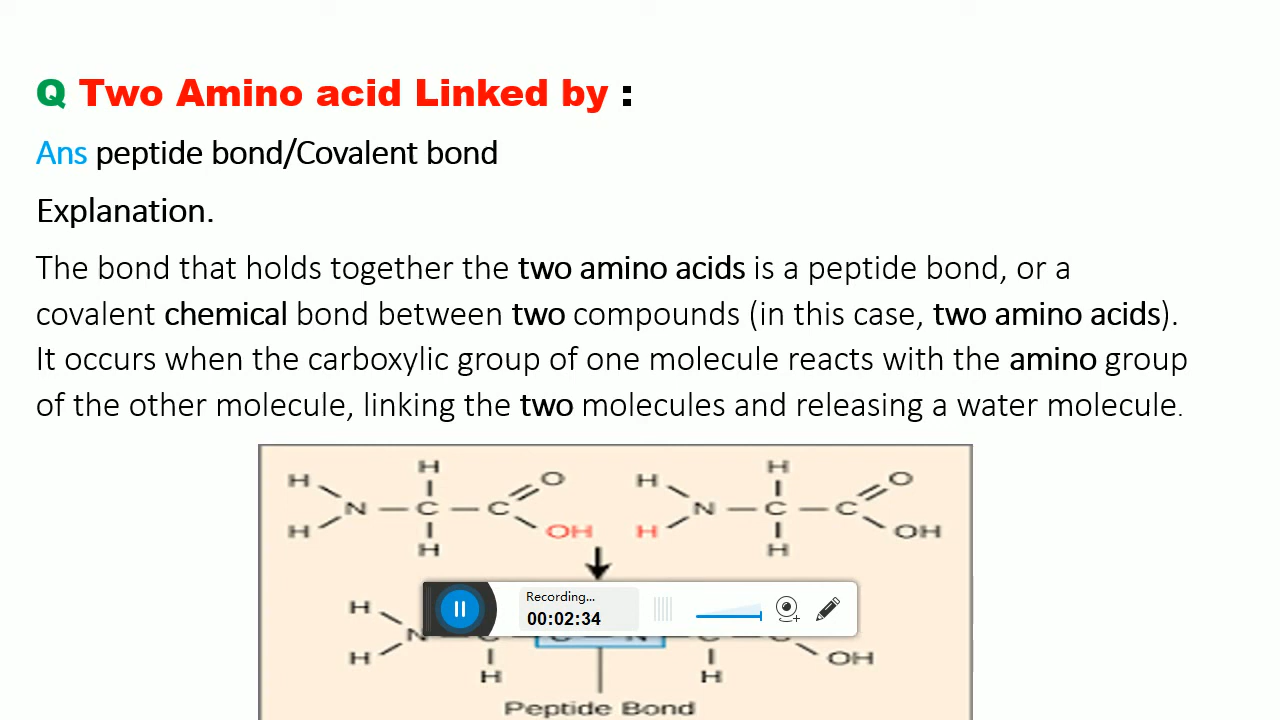 Q Two Amino acid Linked by :
Ans peptide bond/Covalent bond
Explanation.
The bond that holds together the two amino acids is a peptide bond, or a
covalent chemical bond between two compounds (in this case, two amino acids).
It occurs when the carboxylic group of one molecule reacts with the amino group
of the other molecule, linking the two molecules and releasing a water molecule.
H H O H H O
N C C N C C
H H OH H H OH
Recording...
00:02:34
H
N
H H H OH
Peptide Bond